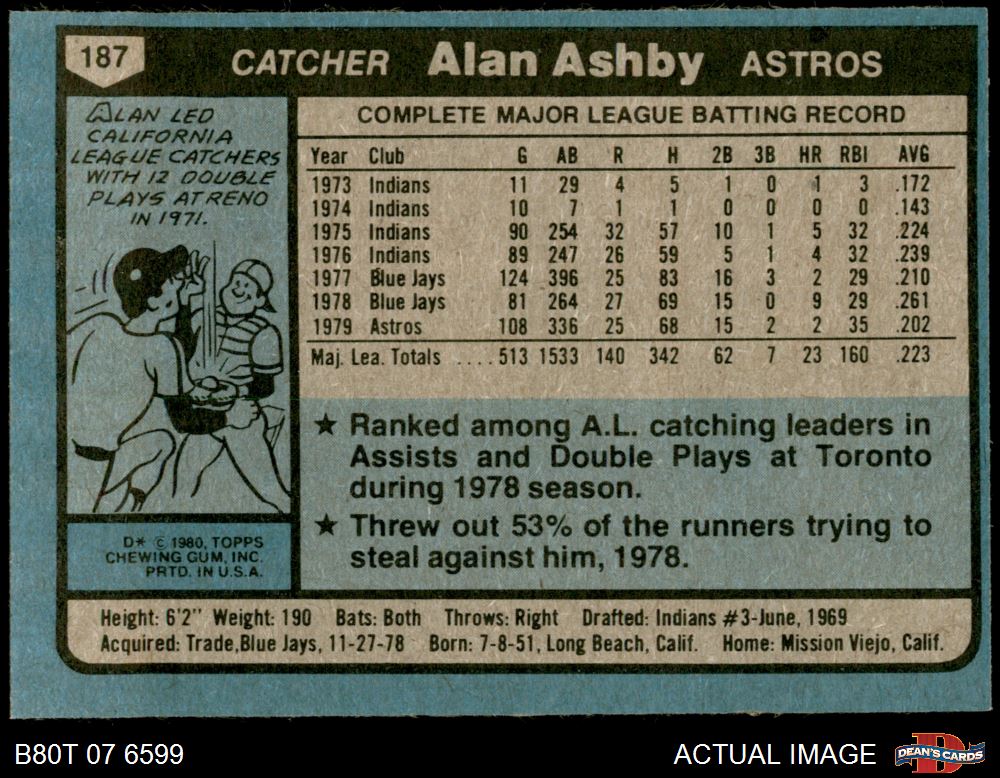 187 CATCHER Alan Ashby ASTROS
ALAN LED
CALIFORNIA
LEAGUE CATCHERS
WITH 12 DOUBLE
PLAYS AT RENO
IN 1971.
COMPLETE MAJOR LEAGUE BATTING RECORD
Year Club G AB R H 2B 3B HR RBI AVG
1973 Indians 11 29 4 5 1 0 1 3 .172
1974 Indians 10 7 1 1 0 0 0 0 .143
1975 Indians 90 254 32 57 10 1 5 32 .224
1976 Indians 89 247 26 59 5 1 4 32 .239
1977 Blue Jays 124 396 25 83 16 3 2 29 .210
1978 Blue Jays 81 264 27 69 15 0 9 29 .261
1979 Astros 108 336 25 68 15 2 2 35 .202
Maj. Lea. Totals ....513 1533 140 342 62 7 23 160 .223
★ Ranked among A.L. catching leaders in
Assists and Double Plays at Toronto
during 1978 season.
★ Threw out 53% of the runners trying to
steal against him, 1978.
D* © 1980, TOPPS
CHEWING GUM, INC.
PRTD. IN U.S.A.
Height: 6'2" Weight: 190 Bats: Both Throws: Right Drafted: Indians #3-June, 1969
Acquired: Trade,Blue Jays, 11-27-78 Born: 7-8-51, Long Beach, Calif. Home: Mission Viejo, Calif.
B80T 07 6599 ACTUAL IMAGE
D
DEAN'S CARDS